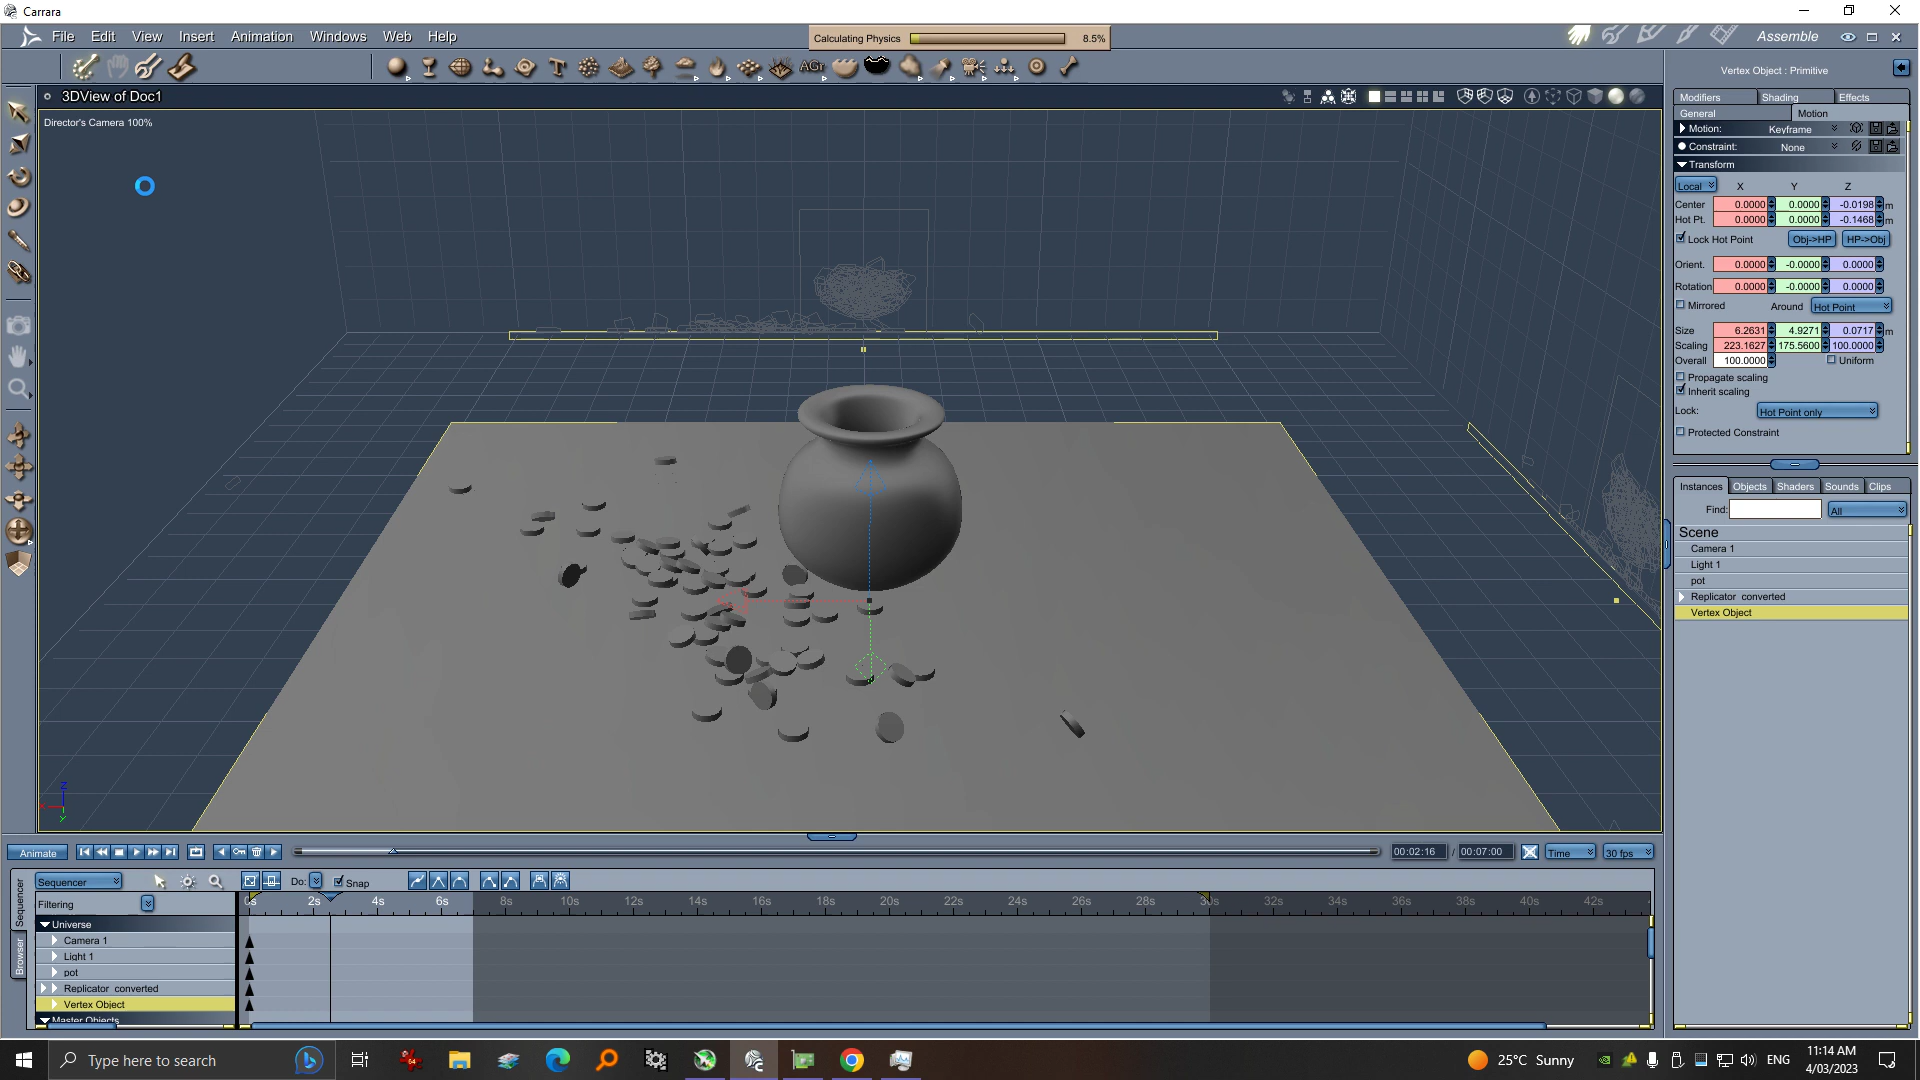 Carrara
File Edit View Insert Animation Windows Web Help
Calculating Physics 8.5%
Assemble
AGr
3DView of Doc1
Director's Camera 100%
Z
X
Y
Vertex Object : Primitive
Modifiers Shading Effects
General Motion
Motion: Keyframe
Constraint: None
Transform
Local X Y Z
Center 0.0000 0.0000 -0.0198 m
Hot Pt. 0.0000 0.0000 -0.1468 m
Lock Hot Point Obj->HP HP->Obj
Orient. 0.0000 -0.0000 0.0000
Rotation 0.0000 -0.0000 0.0000
Mirrored Around Hot Point
Size 6.2631 4.9271 0.0717 m
Scaling 223.1627 175.5600 100.0000
Overall 100.0000 Uniform
Propagate scaling
Inherit scaling
Lock: Hot Point only
Protected Constraint
Instances Objects Shaders Sounds Clips
Find: All
Scene
Camera 1
Light 1
pot
Replicator converted
Vertex Object
Animate 00:02:16 / 00:07:00 Time 30 fps
Sequencer Do: Snap
Sequencer
Browser
Filtering 0s 2s 4s 6s 8s 10s 12s 14s 16s 18s 20s 22s 24s 26s 28s 30s 32s 34s 36s 38s 40s 42s
Universe
Camera 1
Light 1
pot
Replicator converted
Vertex Object
Master Objects
Type here to search
64
25°C Sunny
ENG
11:14 AM
4/03/2023